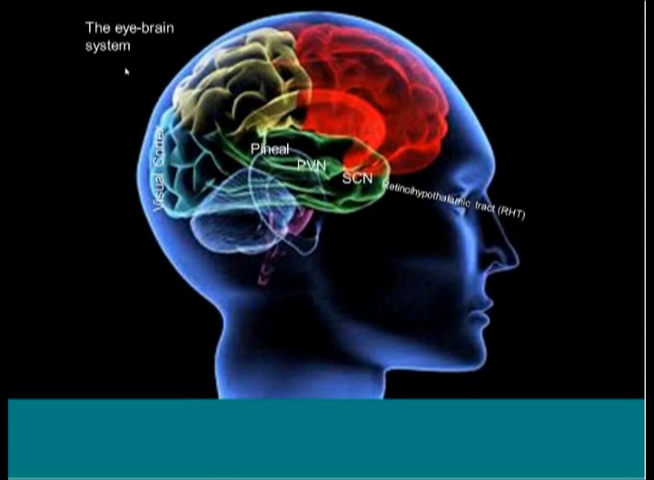 The eye-brain
system
Visual Cortex
Pineal
PVN
SCN
Retinohypothalamic tract (RHT)